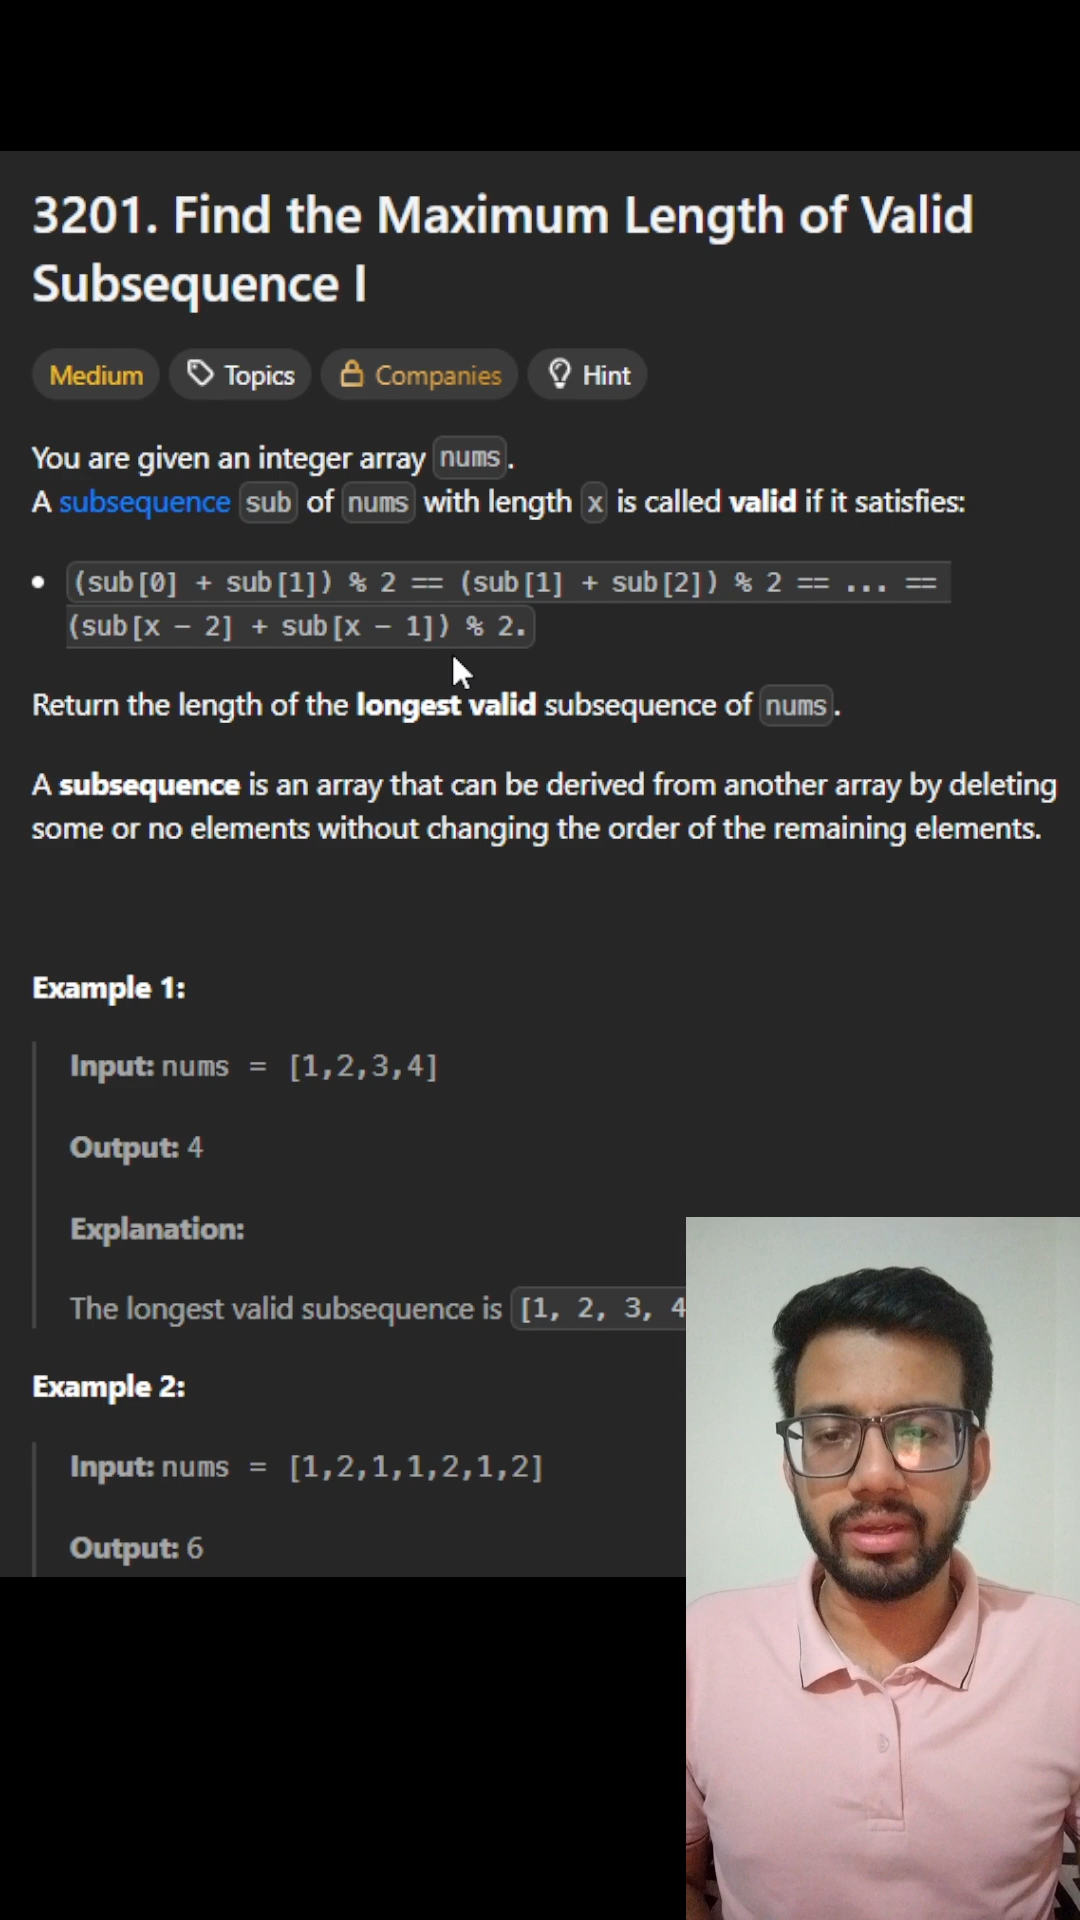 3201. Find the Maximum Length of Valid
Subsequence I
Medium Topics Companies Hint
You are given an integer array nums.
A subsequence sub of nums with length x is called valid if it satisfies:
• (sub[0] + sub[1]) % 2 == (sub[1] + sub[2]) % 2 == ... ==
(sub[x - 2] + sub[x - 1]) % 2.
Return the length of the longest valid subsequence of nums.
A subsequence is an array that can be derived from another array by deleting
some or no elements without changing the order of the remaining elements.
Example 1:
Input: nums = [1,2,3,4]
Output: 4
Explanation:
The longest valid subsequence is [1, 2, 3, 4
Example 2:
Input: nums = [1,2,1,1,2,1,2]
Output: 6